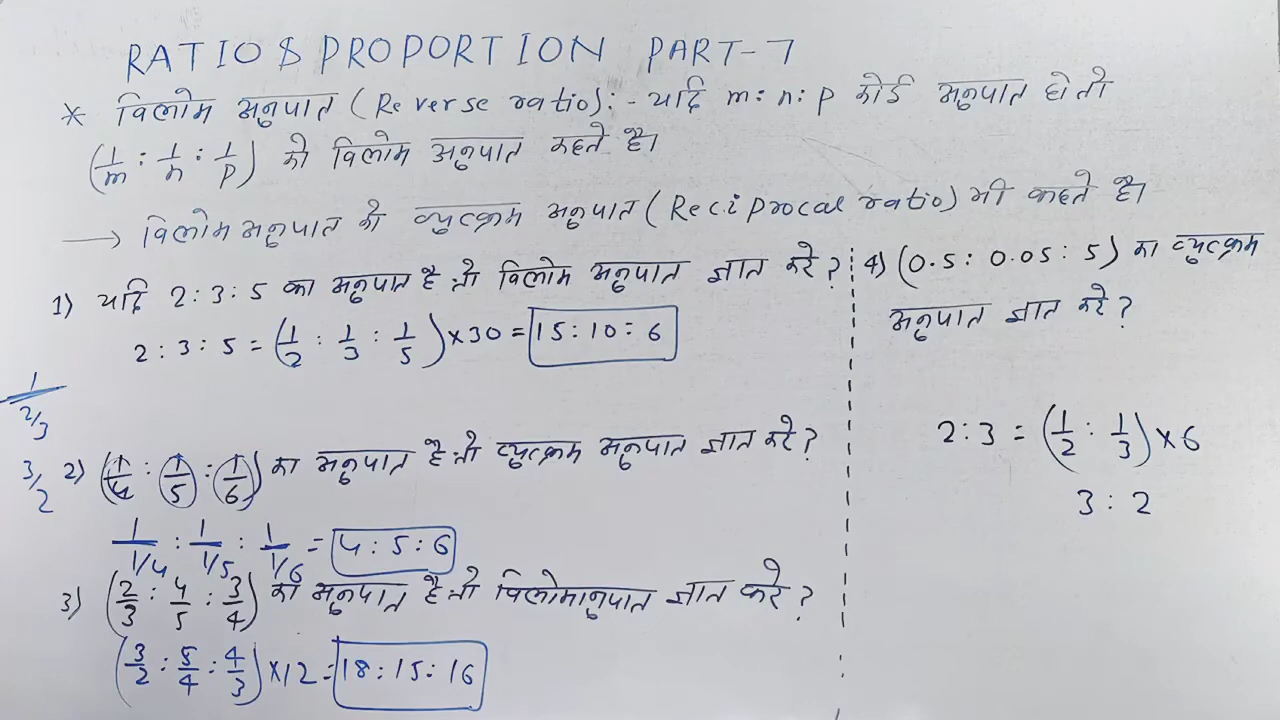 RATIO & PROPORTION PART-7
* विलोम अनुपात (Reverse ratio):- यदि m:n:p कोई अनुपात हो तो
(1/m : 1/n : 1/p) को विलोम अनुपात कहते है।
→ विलोम अनुपात को व्युत्क्रम अनुपात (Reciprocal ratio) भी कहते है।
1) यदि 2:3:5 का अनुपात है तो विलोम अनुपात ज्ञात करे?
2:3:5 = (1/2 : 1/3 : 1/5) × 30 = 15:10:6
1
2/3
3/2
2) (1/4 : 1/5 : 1/6) का अनुपात है तो व्युत्क्रम अनुपात ज्ञात करे?
1/1/4 : 1/1/5 : 1/1/6 = 4:5:6
3) (2/3 : 4/5 : 3/4) का अनुपात है तो विलोमानुपात ज्ञात करे?
(3/2 : 5/4 : 4/3) × 12 = 18:15:16
4) (0.5 : 0.05 : 5) का व्युत्क्रम
अनुपात ज्ञात करे?
2:3 = (1/2 : 1/3) × 6
3 : 2